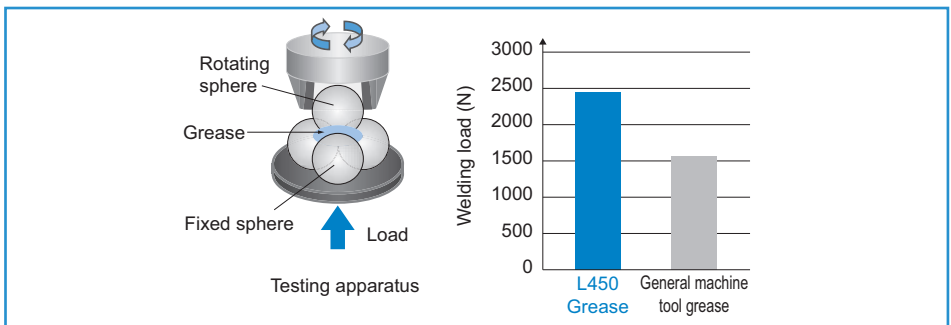 Rotating
sphere
Grease
Fixed sphere
Load
Testing apparatus
Welding load (N)
3000
2500
2000
1500
1000
500
0
L450
Grease
General machine
tool grease